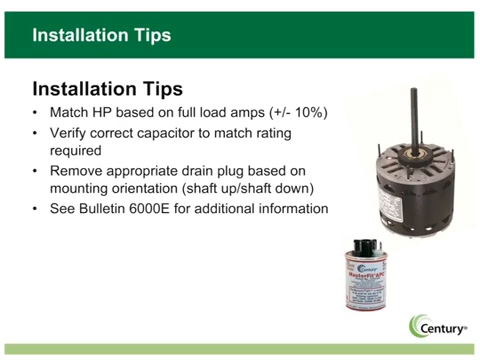 Installation Tips
Installation Tips
• Match HP based on full load amps (+/- 10%)
• Verify correct capacitor to match rating
required
• Remove appropriate drain plug based on
mounting orientation (shaft up/shaft down)
• See Bulletin 6000E for additional information
Century
MasterFit APC
Century®